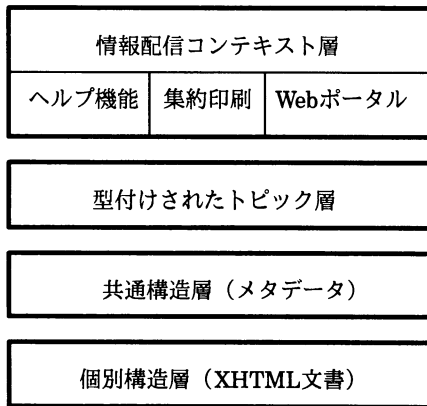 情報配信コンテキスト層
ヘルプ機能 集約印刷 Webポータル
型付けされたトピック層
共通構造層（メタデータ）
個別構造層（XHTML文書）